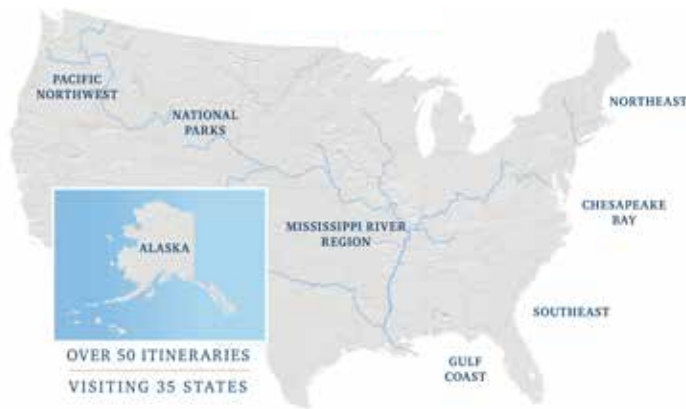 PACIFIC
NORTHWEST
NATIONAL
PARKS
NORTHEAST
CHESAPEAKE
BAY
MISSISSIPPI RIVER
REGION
ALASKA
SOUTHEAST
GULF
COAST
OVER 50 ITINERARIES
VISITING 35 STATES